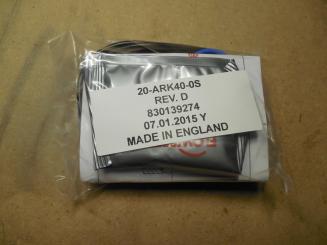 20-ARK40-0S
REV. D
830139274
07.01.2015 Y
MADE IN ENGLAND